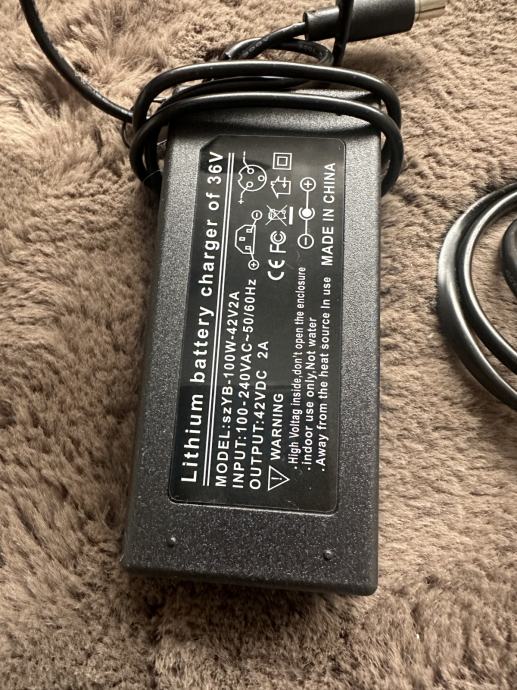 Lithium battery charger of 36V
MODEL:szYB-100W-42V2A
INPUT:100-240VAC~50/60Hz
OUTPUT:42VDC 2A
CE FC
WARNING
·High Voltag inside,don't open the enclosure
·indoor use only.Not water
·Away from the heat source In use
MADE IN CHINA